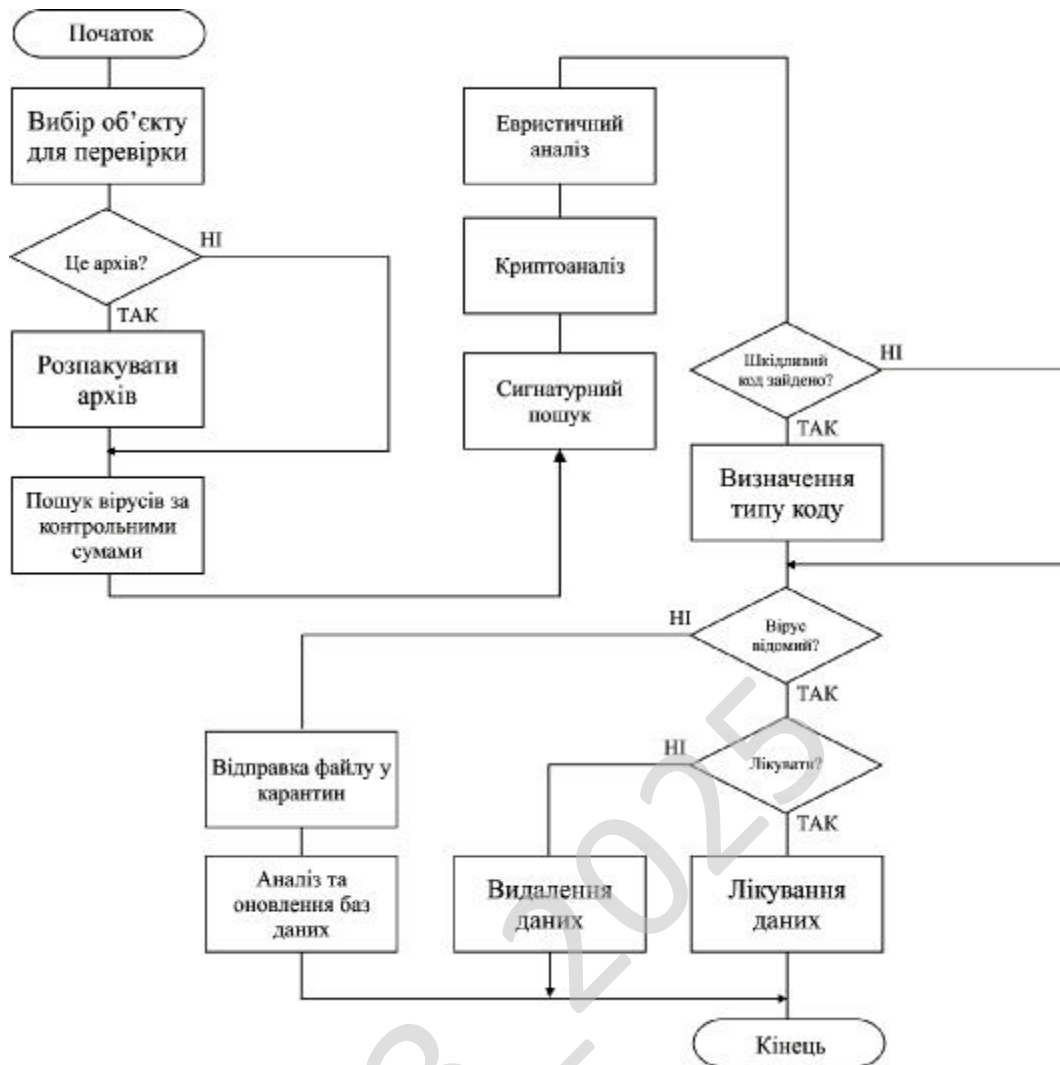 Початок
Вибір об’єкту
для перевірки
Це архів?
НІ
ТАК
Розпакувати
архів
Пошук вірусів за
контрольними
сумами
Евристичний
аналіз
Криптоаналіз
Сигнатурний
пошук
Шкідливий
код зайдено?
НІ
ТАК
Визначення
типу коду
НІ
Вірус
відомий?
ТАК
НІ
Лікувати?
ТАК
Відправка файлу у
карантин
Аналіз та
оновлення баз
даних
Видалення
даних
Лікування
даних
Кінець
2025